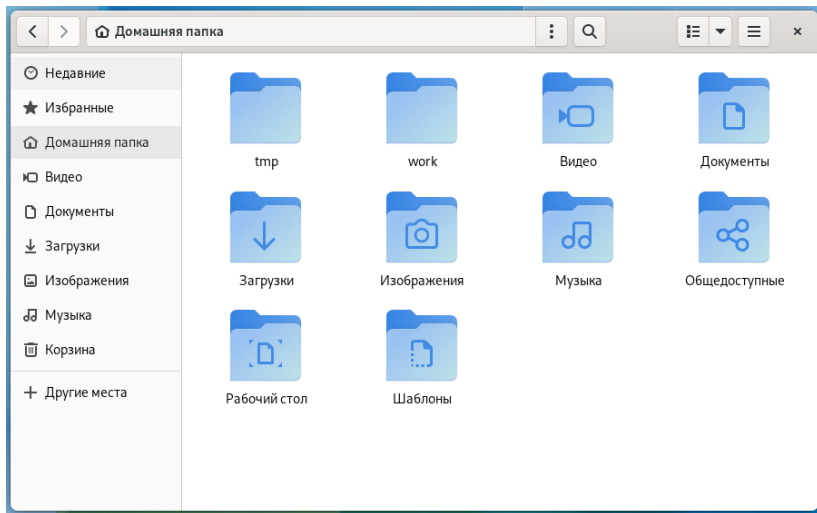 Домашняя папка
Недавние
Избранные
Домашняя папка
Видео
Документы
Загрузки
Изображения
Музыка
Корзина
Другие места
tmp
work
Видео
Документы
Загрузки
Изображения
Музыка
Общедоступные
Рабочий стол
Шаблоны